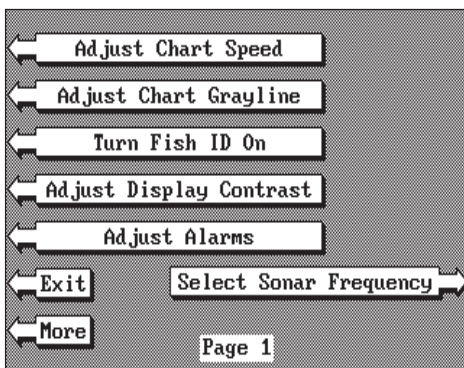 Adjust Chart Speed
Adjust Chart Grayline
Turn Fish ID On
Adjust Display Contrast
Adjust Alarms
Exit
Select Sonar Frequency
More
Page 1